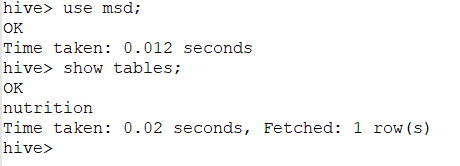 hive> use msd;
OK
Time taken: 0.012 seconds
hive> show tables;
OK
nutrition
Time taken: 0.02 seconds, Fetched: 1 row(s)
hive>